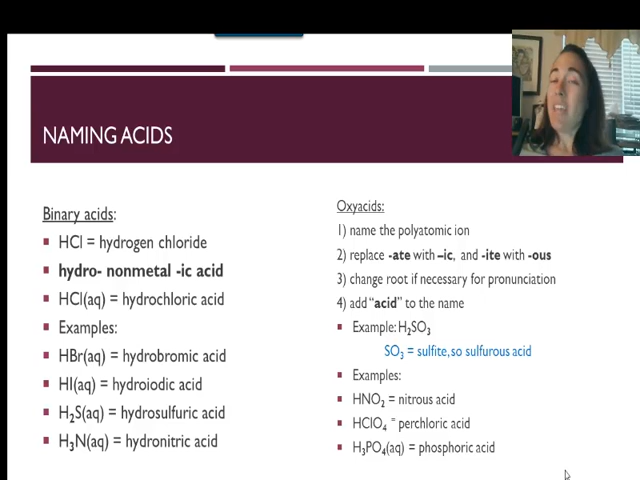 NAMING ACIDS
Binary acids:
HCl = hydrogen chloride
hydro- nonmetal -ic acid
HCl(aq) = hydrochloric acid
Examples:
HBr(aq) = hydrobromic acid
HI(aq) = hydroiodic acid
H₂S(aq) = hydrosulfuric acid
H₃N(aq) = hydronitric acid
Oxyacids:
1) name the polyatomic ion
2) replace -ate with –ic, and -ite with -ous
3) change root if necessary for pronunciation
4) add “acid” to the name
Example: H₂SO₃
SO₃ = sulfite, so sulfurous acid
Examples:
HNO₂ = nitrous acid
HClO₄ = perchloric acid
H₃PO₄(aq) = phosphoric acid